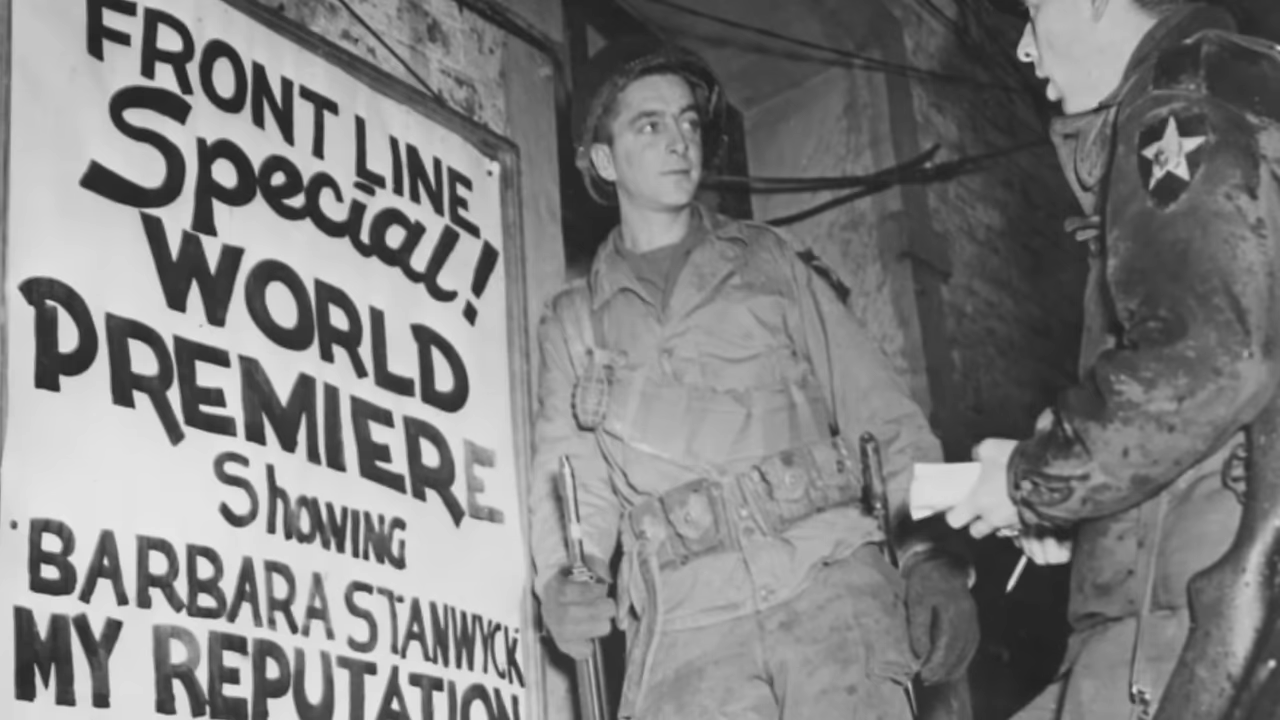 FRONT LINE
Special!
WORLD
PREMIERE
Showing
BARBARA STANWYCK
MY REPUTATION